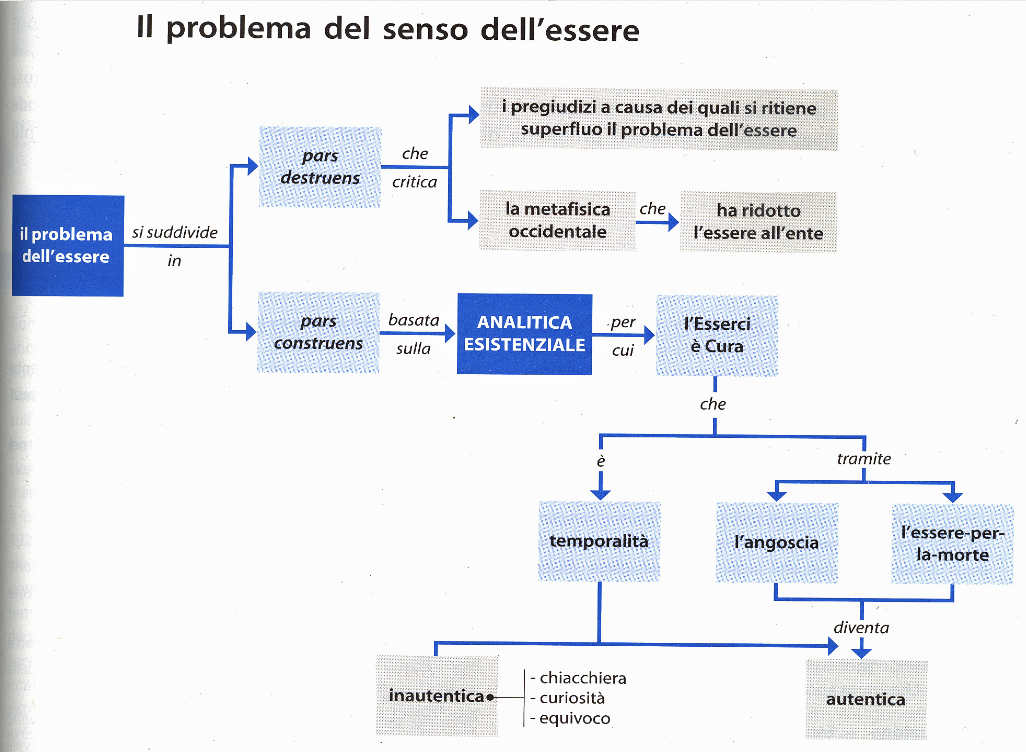 Il problema del senso dell'essere
i pregiudizi a causa dei quali si ritiene
superfluo il problema dell'essere
pars
destruens
che
critica
la metafisica
occidentale
che
ha ridotto
l'essere all'ente
il problema
dell'essere
si suddivide
in
pars
construens
basata
sulla
ANALITICA
ESISTENZIALE
per
cui
l'Esserci
è Cura
che
è
tramite
temporalità
l'angoscia
l'essere-per-
la-morte
diventa
inautentica
- chiacchiera
- curiosità
- equivoco
autentica